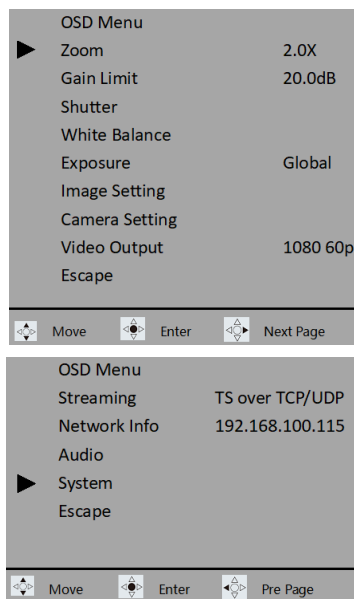 OSD Menu
Zoom 2.0X
Gain Limit 20.0dB
Shutter
White Balance
Exposure Global
Image Setting
Camera Setting
Video Output 1080 60p
Escape
Move Enter Next Page
OSD Menu
Streaming TS over TCP/UDP
Network Info 192.168.100.115
Audio
System
Escape
Move Enter Pre Page